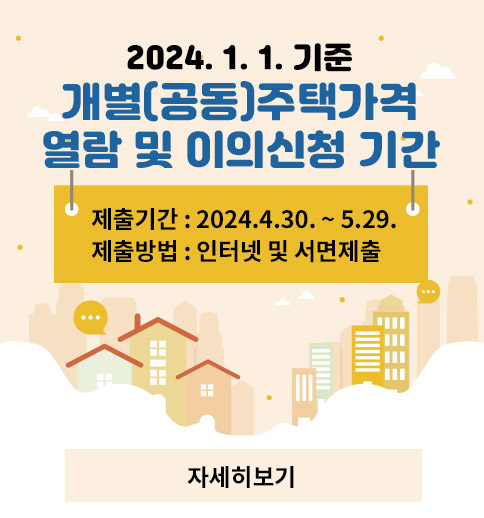 2024. 1. 1. 기준
개별(공동)주택가격
열람 및 이의신청 기간
제출기간 : 2024.4.30. ~ 5.29.
제출방법 : 인터넷 및 서면제출
자세히보기